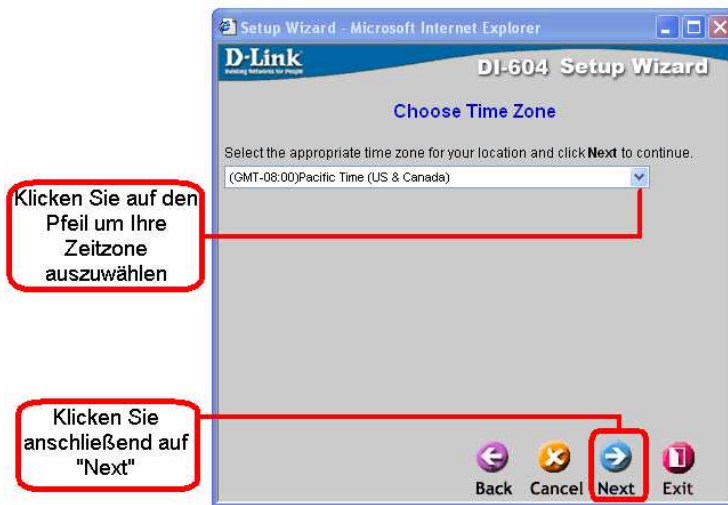 Setup Wizard - Microsoft Internet Explorer
D-Link
Building Networks for People
DI-604 Setup Wizard
Choose Time Zone
Select the appropriate time zone for your location and click Next to continue.
(GMT-08:00)Pacific Time (US & Canada)
Klicken Sie auf den
Pfeil um Ihre
Zeitzone
auszuwählen
Klicken Sie
anschließend auf
"Next"
Back Cancel Next Exit